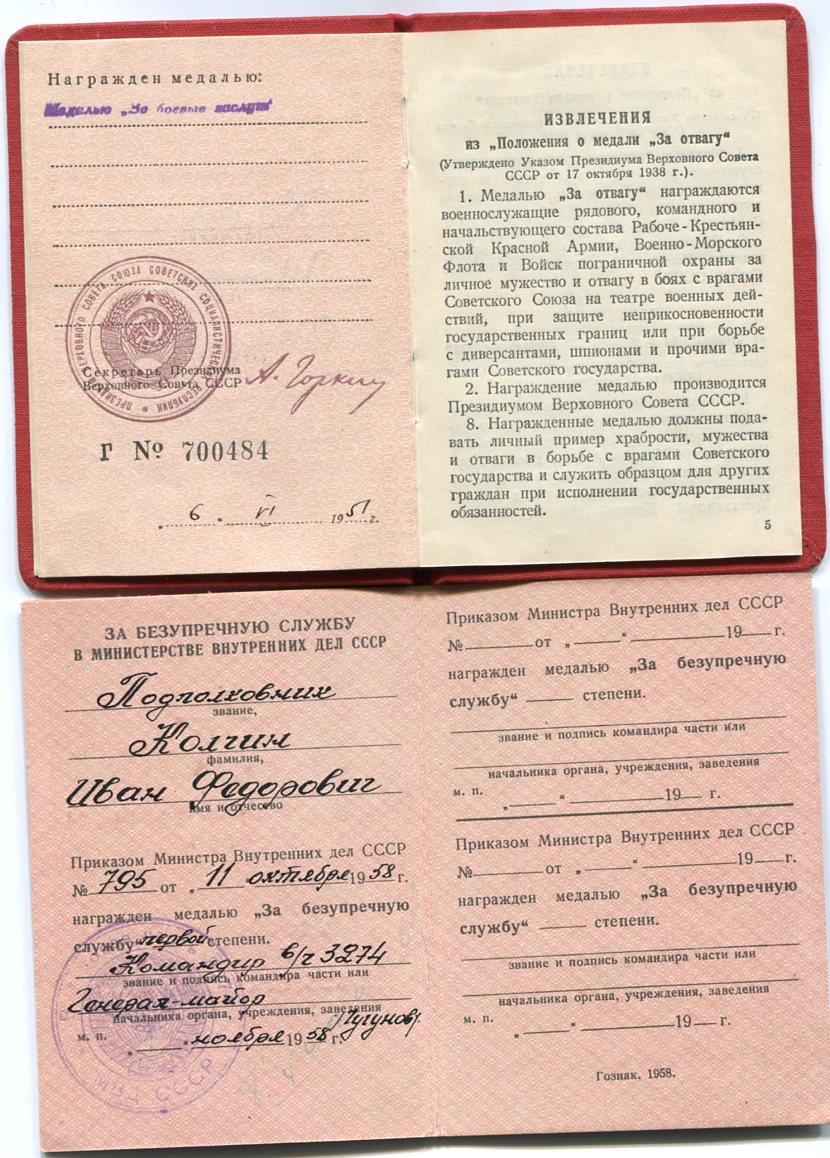 Награжден медалью:
Медалью „За боевые заслуги"
ПРЕЗИДИУМ ВЕРХОВНОГО СОВЕТА СОЮЗА СОВЕТСКИХ СОЦИАЛИСТИЧЕСКИХ РЕСПУБЛИК
Секретарь Президиума
Верховного Совета СССР А. Горкин
Г № 700484
„ 6 „ VI 1951 г.
ИЗВЛЕЧЕНИЯ
из „Положения о медали „За отвагу"
(Утверждено Указом Президиума Верховного Совета
СССР от 17 октября 1938 г.).
1. Медалью „За отвагу" награждаются
военнослужащие рядового, командного и
начальствующего состава Рабоче-Крестьян-
ской Красной Армии, Военно-Морского
Флота и Войск пограничной охраны за
личное мужество и отвагу в боях с врагами
Советского Союза на театре военных дей-
ствий, при защите неприкосновенности
государственных границ или при борьбе
с диверсантами, шпионами и прочими вра-
гами Советского государства.
2. Награждение медалью производится
Президиумом Верховного Совета СССР.
8. Награжденные медалью должны пода-
вать личный пример храбрости, мужества
и отваги в борьбе с врагами Советского
государства и служить образцом для других
граждан при исполнении государственных
обязанностей.
5
ЗА БЕЗУПРЕЧНУЮ СЛУЖБУ
В МИНИСТЕРСТВЕ ВНУТРЕННИХ ДЕЛ СССР
Подполковник
звание,
Колчин
фамилия,
Иван Федорович
имя и отчество
Приказом Министра Внутренних дел СССР
№ 795 от „11 октября 1958 г.
награжден медалью „За безупречную
службу" первой степени.
Командир в/ч 3274
звание и подпись командира части или
Генерал-майор
начальника органа, учреждения, заведения
м. п. „ " ноября 1958 г.
МВД СССР
Приказом Министра Внутренних дел СССР
№ от „ " 19 г.
награжден медалью „За безупречную
службу" степени.
звание и подпись командира части или
начальника органа, учреждения, заведения
м. п. „ " 19 г.
Приказом Министра Внутренних дел СССР
№ от „ " 19 г.
награжден медалью „За безупречную
службу" степени.
звание и подпись командира части или
начальника органа, учреждения, заведения
м. п. „ " 19 г.
Гознак. 1958.